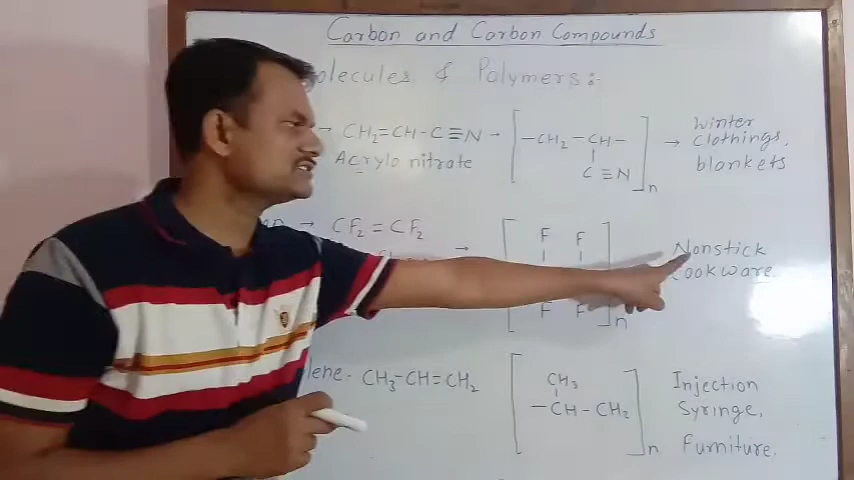 Carbon and Carbon Compounds
olecules & Polymers:-
→ CH₂=CH-C≡N → [-CH₂-CH- C≡N]n → Winter clothings, blankets
Acrylo nitrate
→ CF₂ = CF₂ → [F F F F]n Nonstick Cookware
lene - CH₃-CH=CH₂ [CH₃ -CH-CH₂]n Injection Syringe, Furniture,